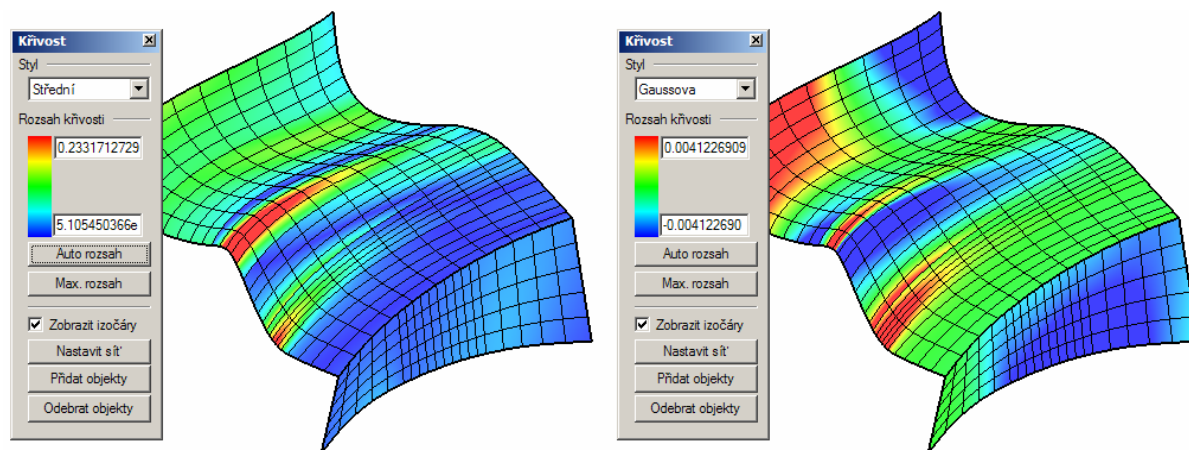 Křivost
Styl
Střední
Rozsah křivosti
0.2331712729
5.105450366e
Auto rozsah
Max. rozsah
Zobrazit izočáry
Nastavit síť
Přidat objekty
Odebrat objekty
Křivost
Styl
Gaussova
Rozsah křivosti
0.0041226909
-0.004122690
Auto rozsah
Max. rozsah
Zobrazit izočáry
Nastavit síť
Přidat objekty
Odebrat objekty